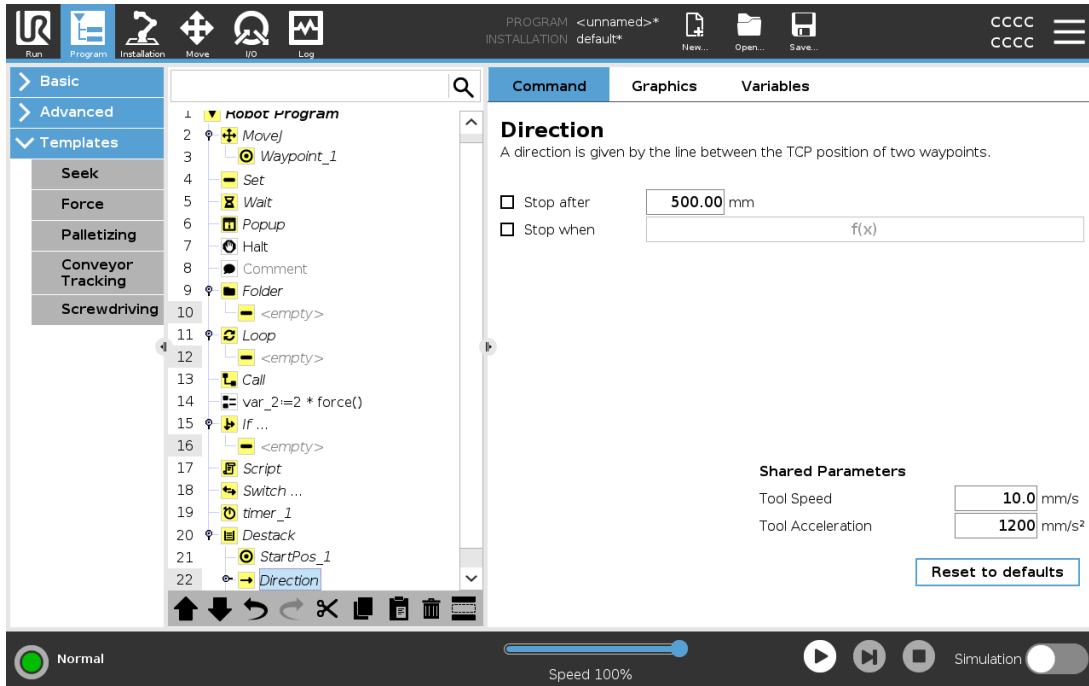 PROGRAM <unnamed>*
INSTALLATION default*
CCCC
CCCC
Run
Program
Installation
Move
I/O
Log
New...
Open...
Save...
Basic
Advanced
Templates
Seek
Force
Palletizing
Conveyor
Tracking
Screwdriving
1 Robot Program
2 MoveJ
3 Waypoint_1
4 Set
5 Wait
6 Popup
7 Halt
8 Comment
9 Folder
10 <empty>
11 Loop
12 <empty>
13 Call
14 var_2:=2 * force()
15 If ...
16 <empty>
17 Script
18 Switch ...
19 timer_1
20 Destack
21 StartPos_1
22 Direction
Command Graphics Variables
Direction
A direction is given by the line between the TCP position of two waypoints.
Stop after 500.00 mm
Stop when f(x)
Shared Parameters
Tool Speed 10.0 mm/s
Tool Acceleration 1200 mm/s²
Reset to defaults
Normal
Speed 100%
Simulation